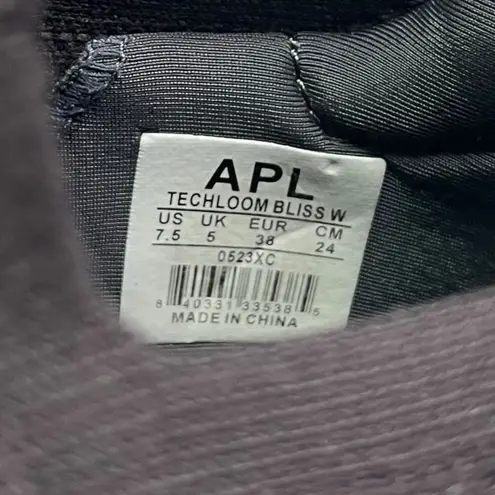 APL
TECHLOOM BLISS W
US UK EUR CM
7.5 5 38 24
0523XC
8 40331 33538 5
MADE IN CHINA